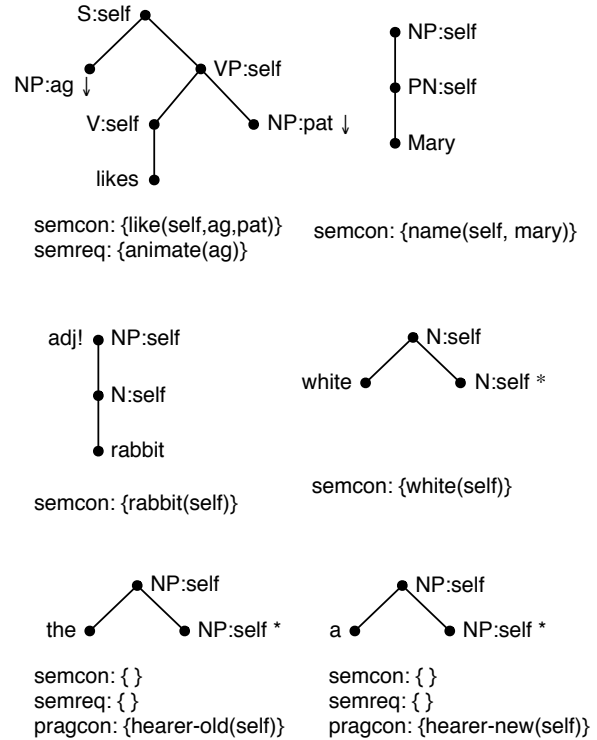 S:self
NP:ag ↓
VP:self
V:self
NP:pat ↓
likes
semcon: {like(self,ag,pat)}
semreq: {animate(ag)}
NP:self
PN:self
Mary
semcon: {name(self, mary)}
adj! NP:self
N:self
rabbit
semcon: {rabbit(self)}
N:self
white N:self *
semcon: {white(self)}
NP:self
the NP:self *
semcon: { }
semreq: { }
pragcon: {hearer-old(self)}
NP:self
a NP:self *
semcon: { }
semreq: { }
pragcon: {hearer-new(self)}